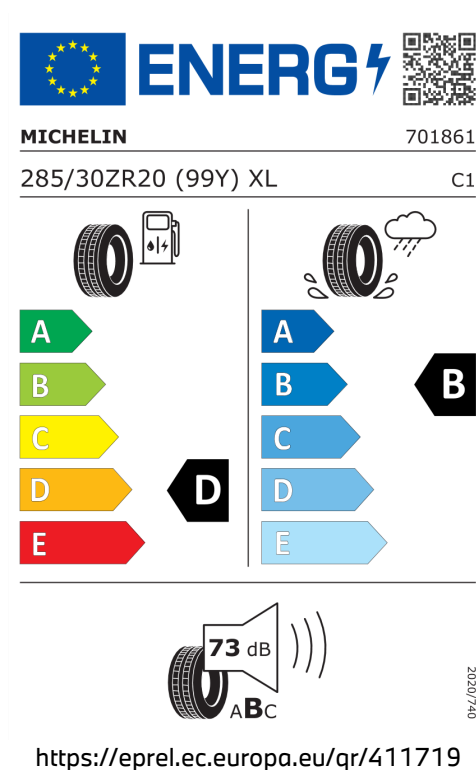 ENERG
MICHELIN 701861
285/30ZR20 (99Y) XL C1
A A
B B B
C C
D D D
E E
73 dB
ABC
2020/740
https://eprel.ec.europa.eu/qr/411719